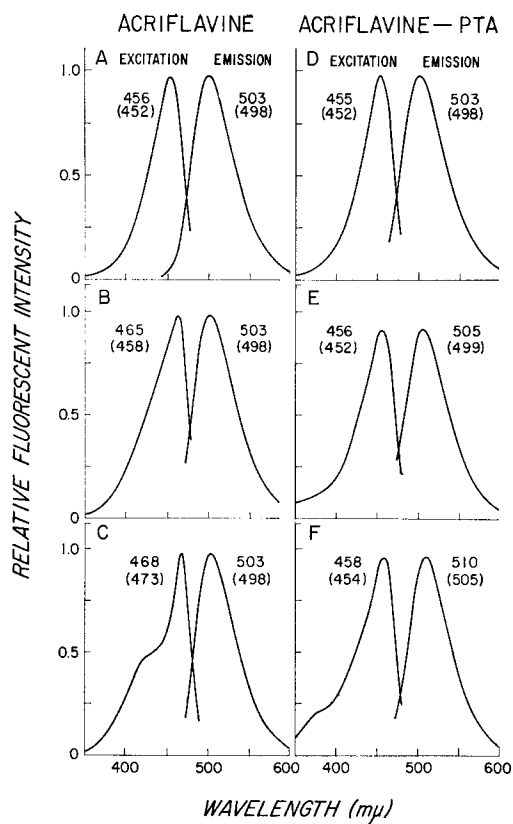 ACRIFLAVINE ACRIFLAVINE — PTA
A EXCITATION EMISSION D EXCITATION EMISSION
1.0
456 503 455 503
(452) (498) (452) (498)
0.5
0
B E
1.0
465 503 456 505
(458) (498) (452) (499)
0.5
0
C F
1.0
468 503 458 510
(473) (498) (454) (505)
0.5
0
400 500 600 400 500 600
RELATIVE FLUORESCENT INTENSITY
WAVELENGTH (mμ)